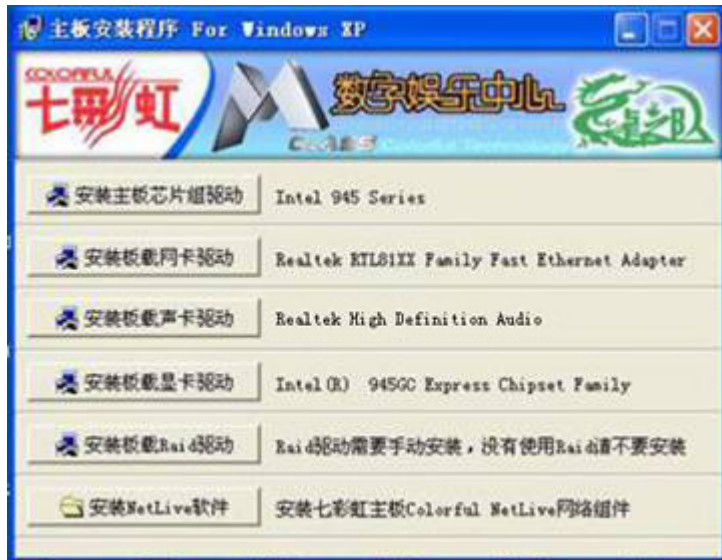 主板安装程序 For Windows XP
COLORFUL
七彩虹
数字娱乐中心
之队
安装主板芯片组驱动 Intel 945 Series
安装板载网卡驱动 Realtek RTL81XX Family Fast Ethernet Adapter
安装板载声卡驱动 Realtek High Definition Audio
安装板载显卡驱动 Intel(R) 945GC Express Chipset Family
安装板载Raid驱动 Raid驱动需要手动安装，没有使用Raid请不要安装
安装NetLive软件 安装七彩虹主板Colorful NetLive网络组件